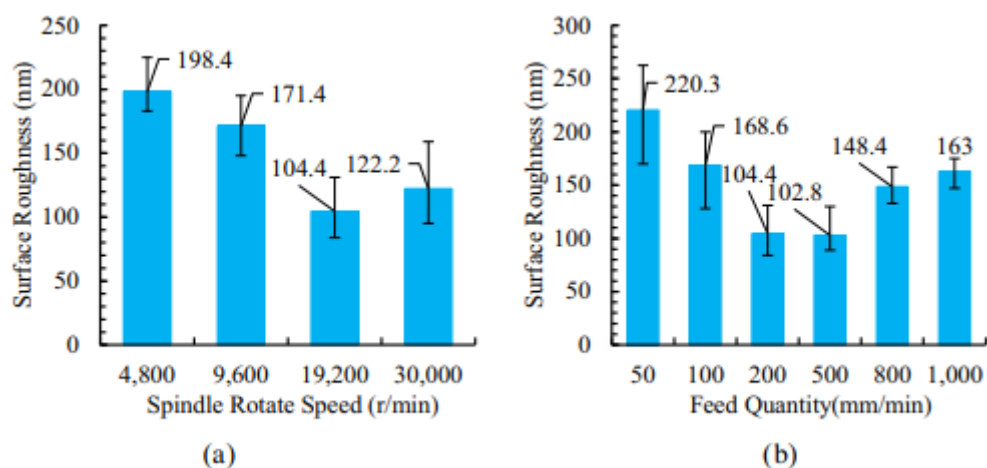 250
200
150
100
50
0
Surface Roughness (nm)
198.4
171.4
104.4
122.2
4,800 9,600 19,200 30,000
Spindle Rotate Speed (r/min)
(a)
300
250
200
150
100
50
0
Surface Roughness (nm)
220.3
168.6
104.4
102.8
148.4
163
50 100 200 500 800 1,000
Feed Quantity(mm/min)
(b)